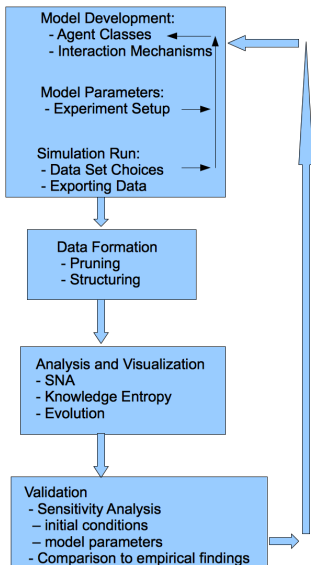 Model Development:
- Agent Classes
- Interaction Mechanisms
Model Parameters:
- Experiment Setup
Simulation Run:
- Data Set Choices
- Exporting Data
Data Formation
- Pruning
- Structuring
Analysis and Visualization
- SNA
- Knowledge Entropy
- Evolution
Validation
- Sensitivity Analysis
– initial conditions
– model parameters
- Comparison to empirical findings